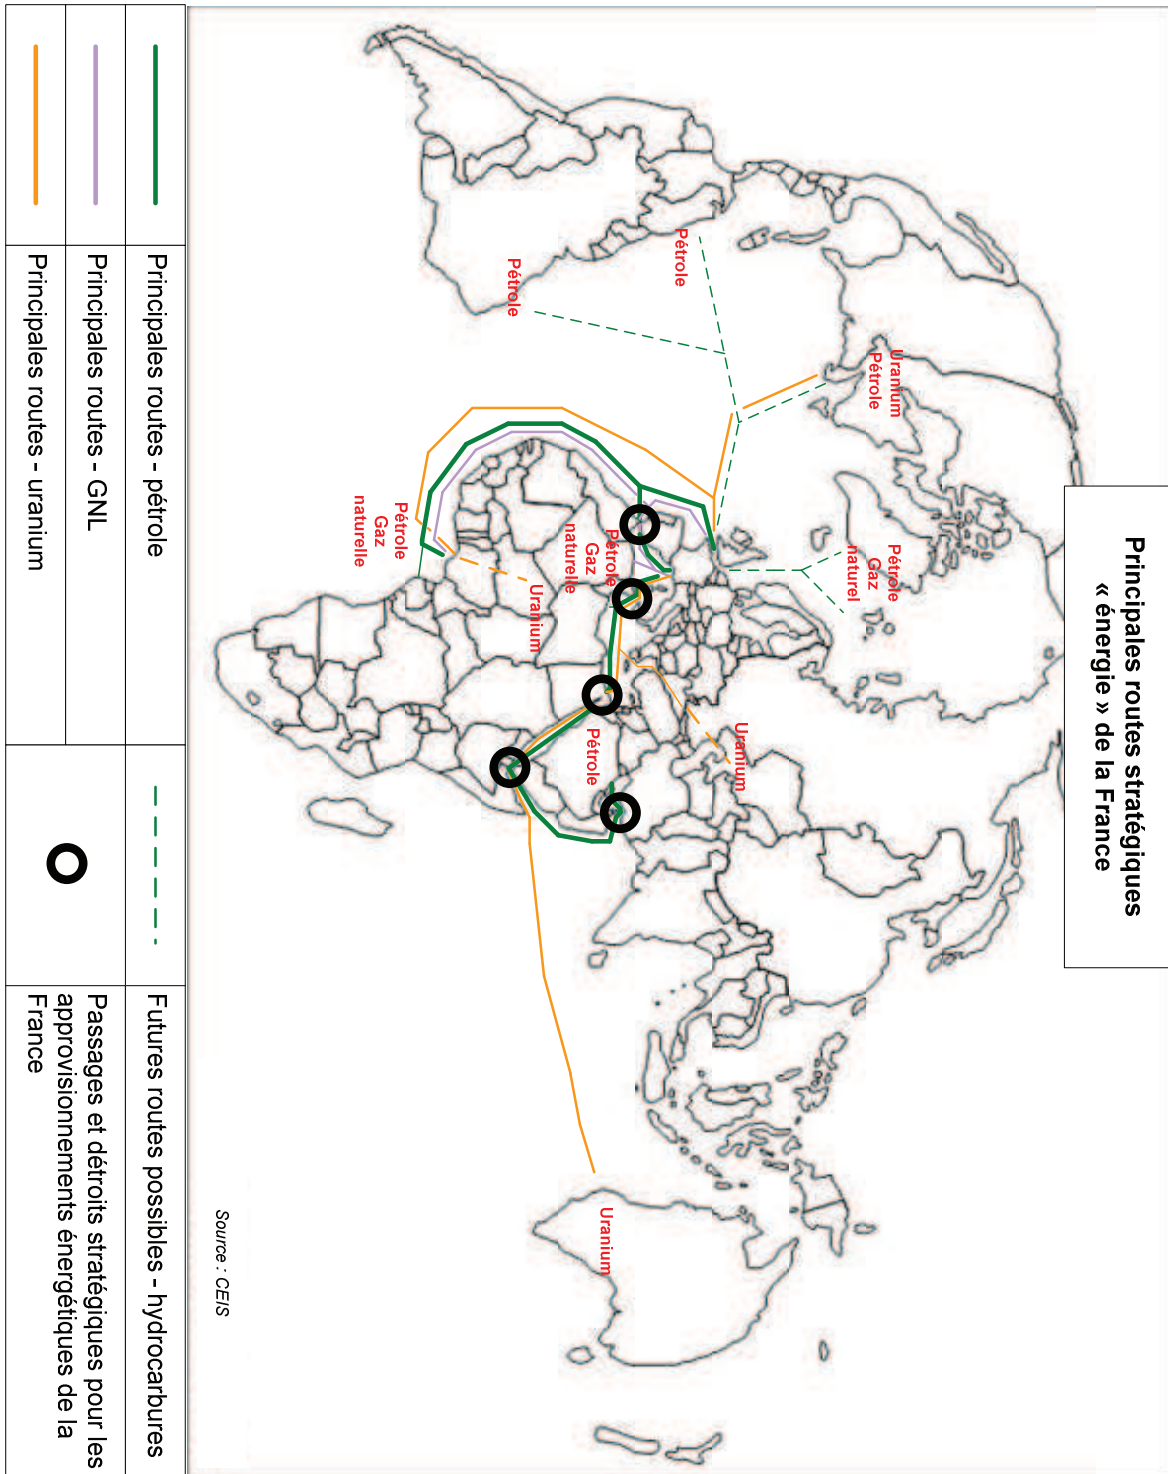 Principales routes stratégiques
« énergie » de la France
Uranium
Pétrole
Pétrole
Gaz
naturel
Pétrole
Pétrole
Uranium
Pétrole
Gaz
naturelle
Pétrole
Uranium
Uranium
Pétrole
Gaz
naturelle
Source : CEIS
Principales routes - pétrole
Futures routes possibles - hydrocarbures
Principales routes - GNL
Passages et détroits stratégiques pour les
approvisionnements énergétiques de la
France
Principales routes - uranium